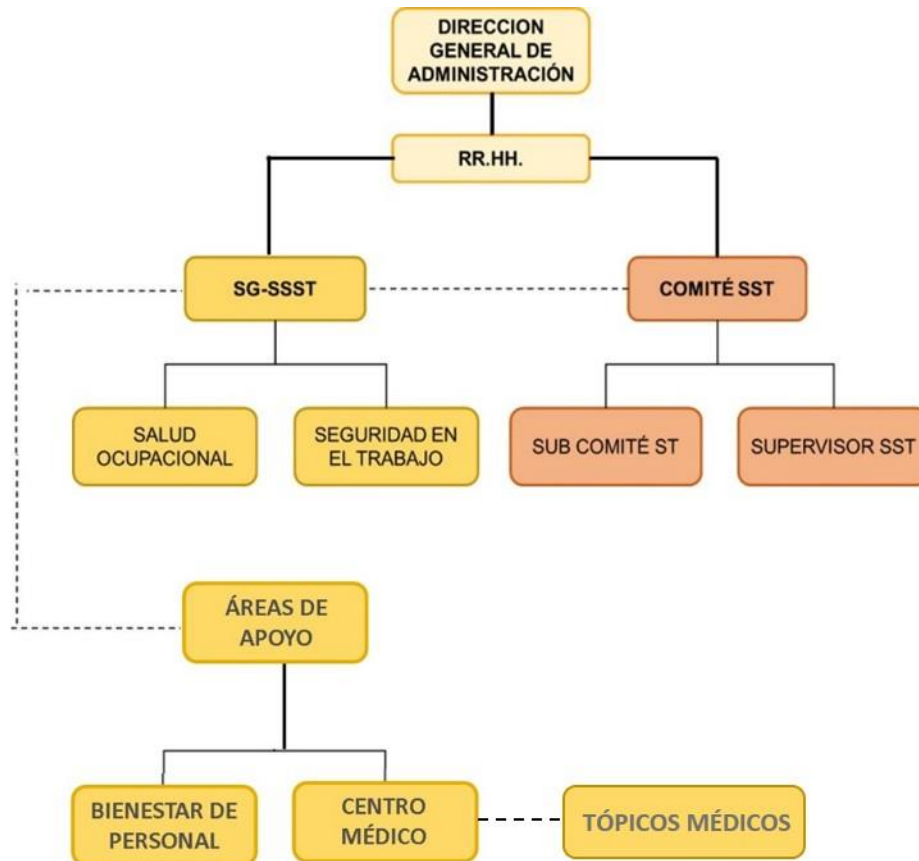 DIRECCION
GENERAL DE
ADMINISTRACIÓN
RR.HH.
SG-SSST
COMITÉ SST
SALUD
OCUPACIONAL
SEGURIDAD EN
EL TRABAJO
SUB COMITÉ ST
SUPERVISOR SST
ÁREAS DE
APOYO
BIENESTAR DE
PERSONAL
CENTRO
MÉDICO
TÓPICOS MÉDICOS